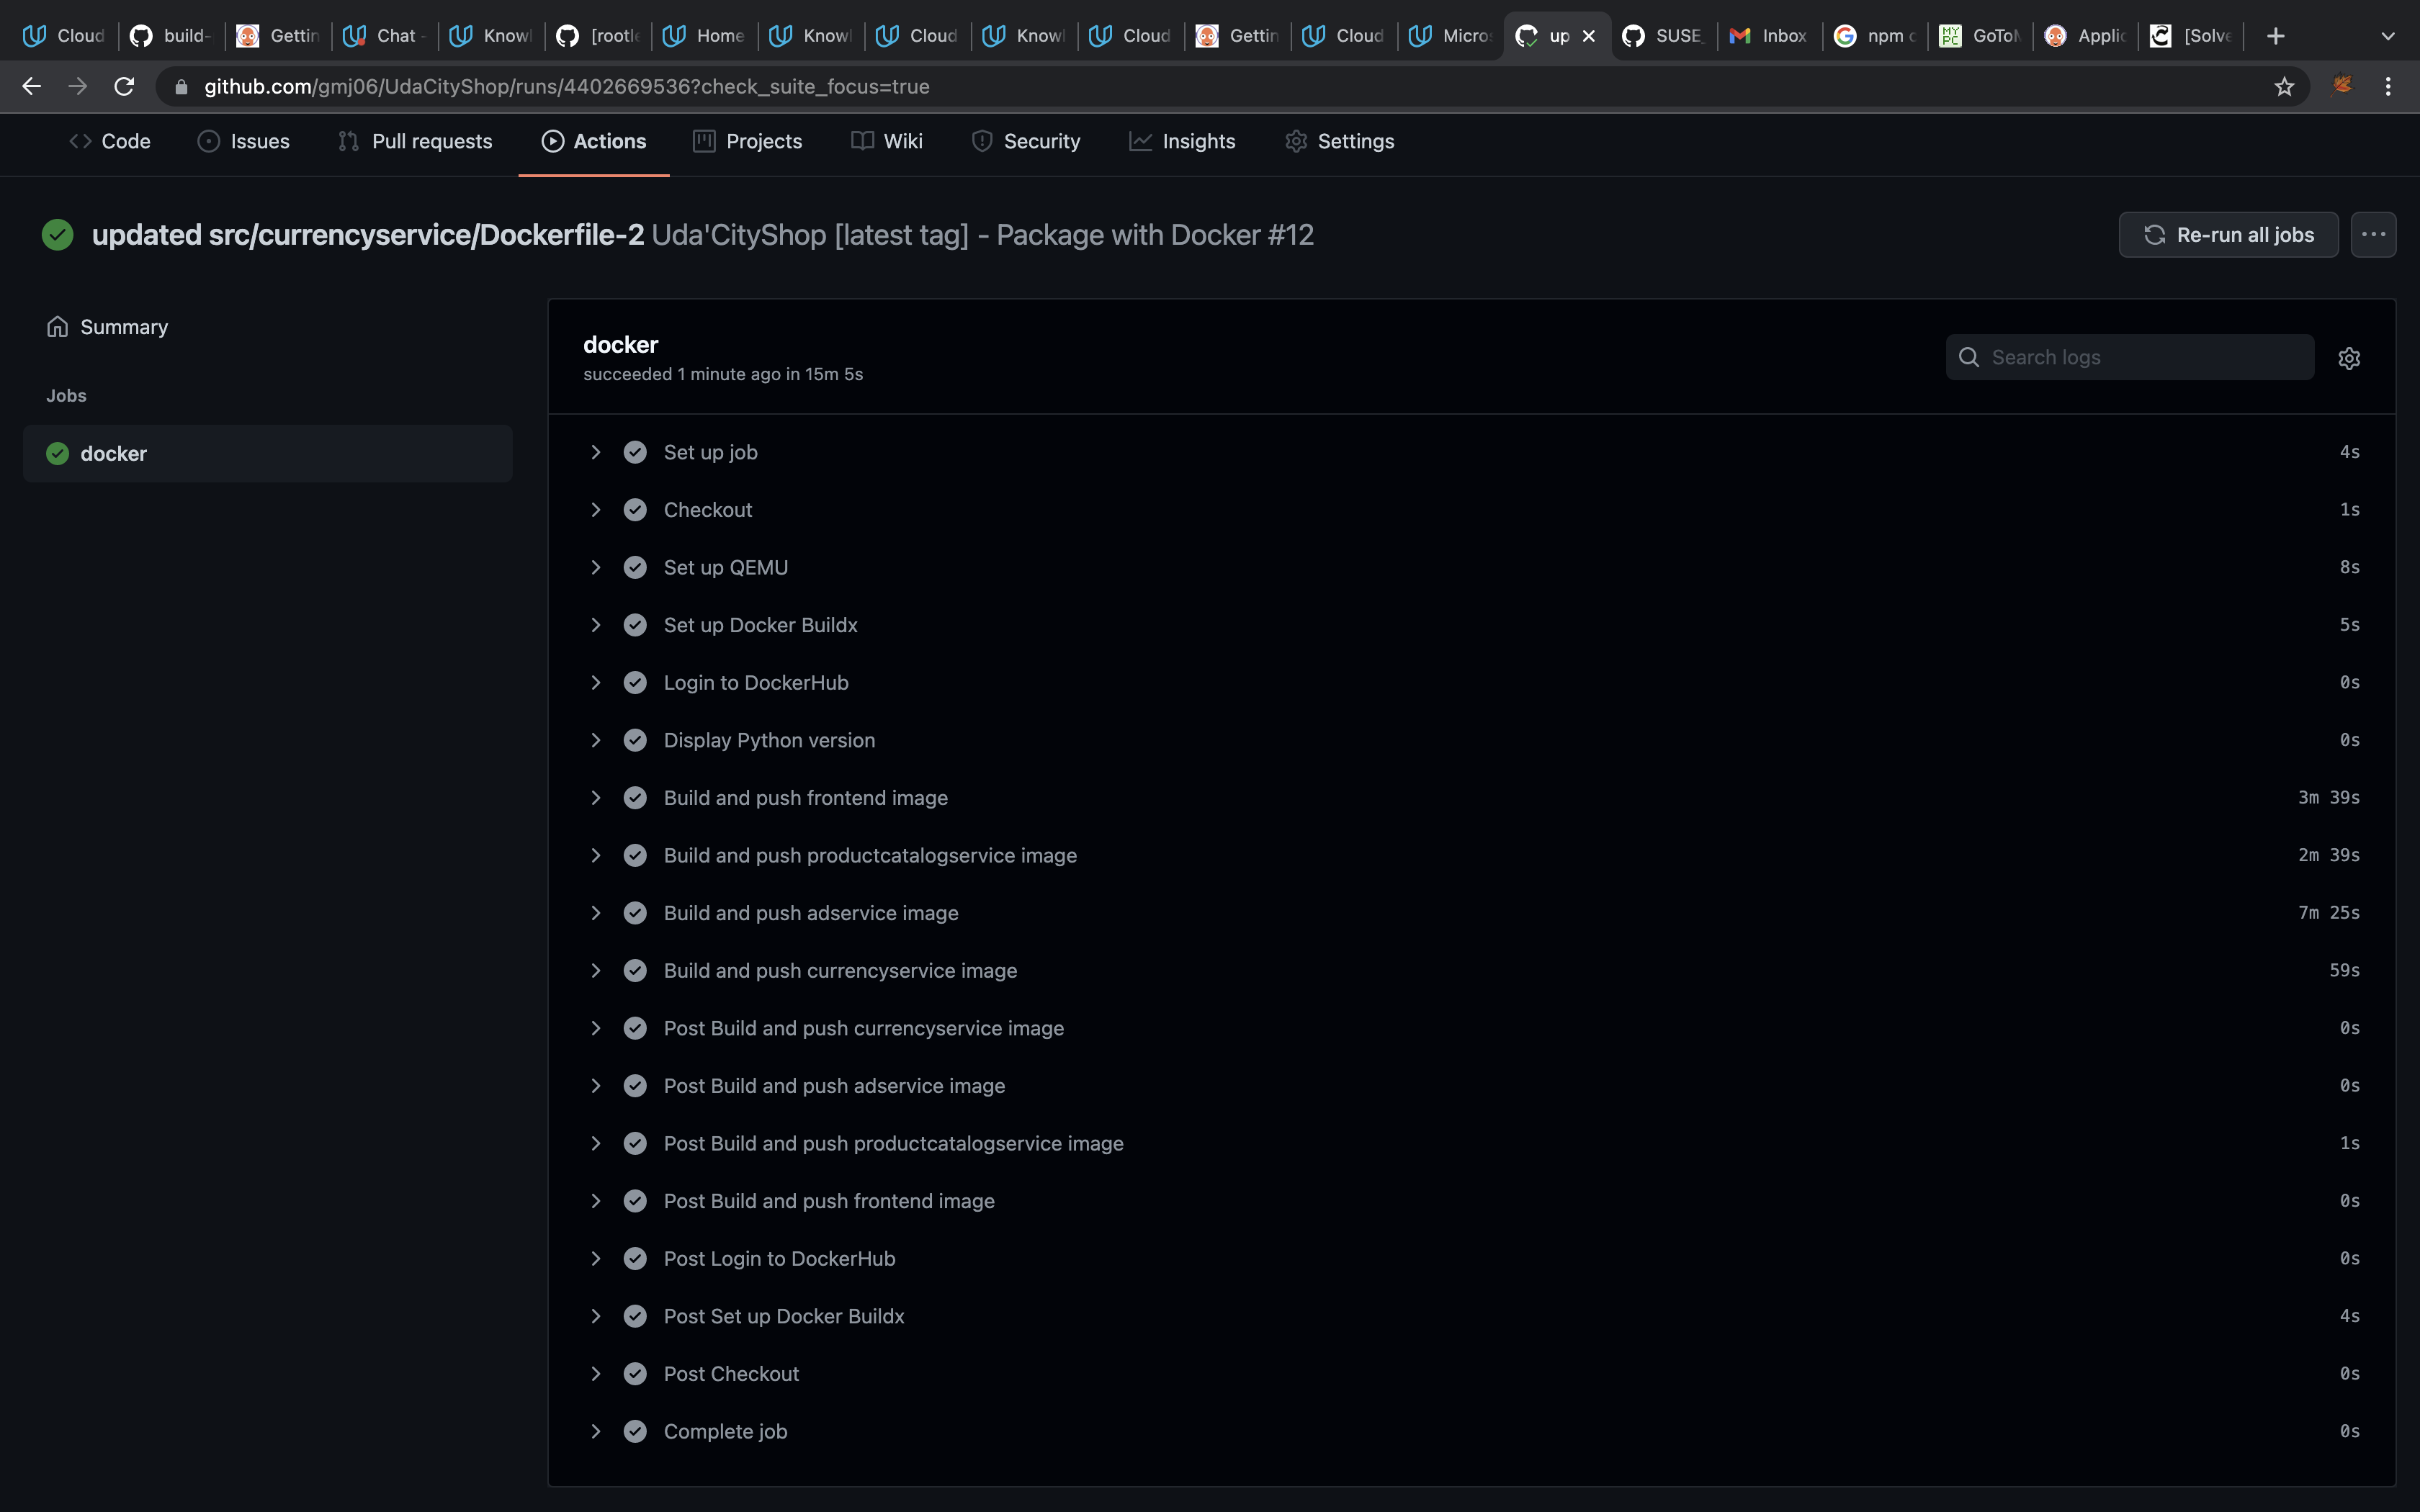 Cloud build- Gettin Chat - Knowl [rootle Home Knowl Cloud Knowl Cloud Gettin Cloud Micros up SUSE_ Inbox npm c GoToM Applic [Solve
github.com/gmj06/UdaCityShop/runs/4402669536?check_suite_focus=true
Code Issues Pull requests Actions Projects Wiki Security Insights Settings
updated src/currencyservice/Dockerfile-2 Uda'CityShop [latest tag] - Package with Docker #12
Re-run all jobs
Summary
Jobs
docker
docker
succeeded 1 minute ago in 15m 5s
Search logs
Set up job 4s
Checkout 1s
Set up QEMU 8s
Set up Docker Buildx 5s
Login to DockerHub 0s
Display Python version 0s
Build and push frontend image 3m 39s
Build and push productcatalogservice image 2m 39s
Build and push adservice image 7m 25s
Build and push currencyservice image 59s
Post Build and push currencyservice image 0s
Post Build and push adservice image 0s
Post Build and push productcatalogservice image 1s
Post Build and push frontend image 0s
Post Login to DockerHub 0s
Post Set up Docker Buildx 4s
Post Checkout 0s
Complete job 0s